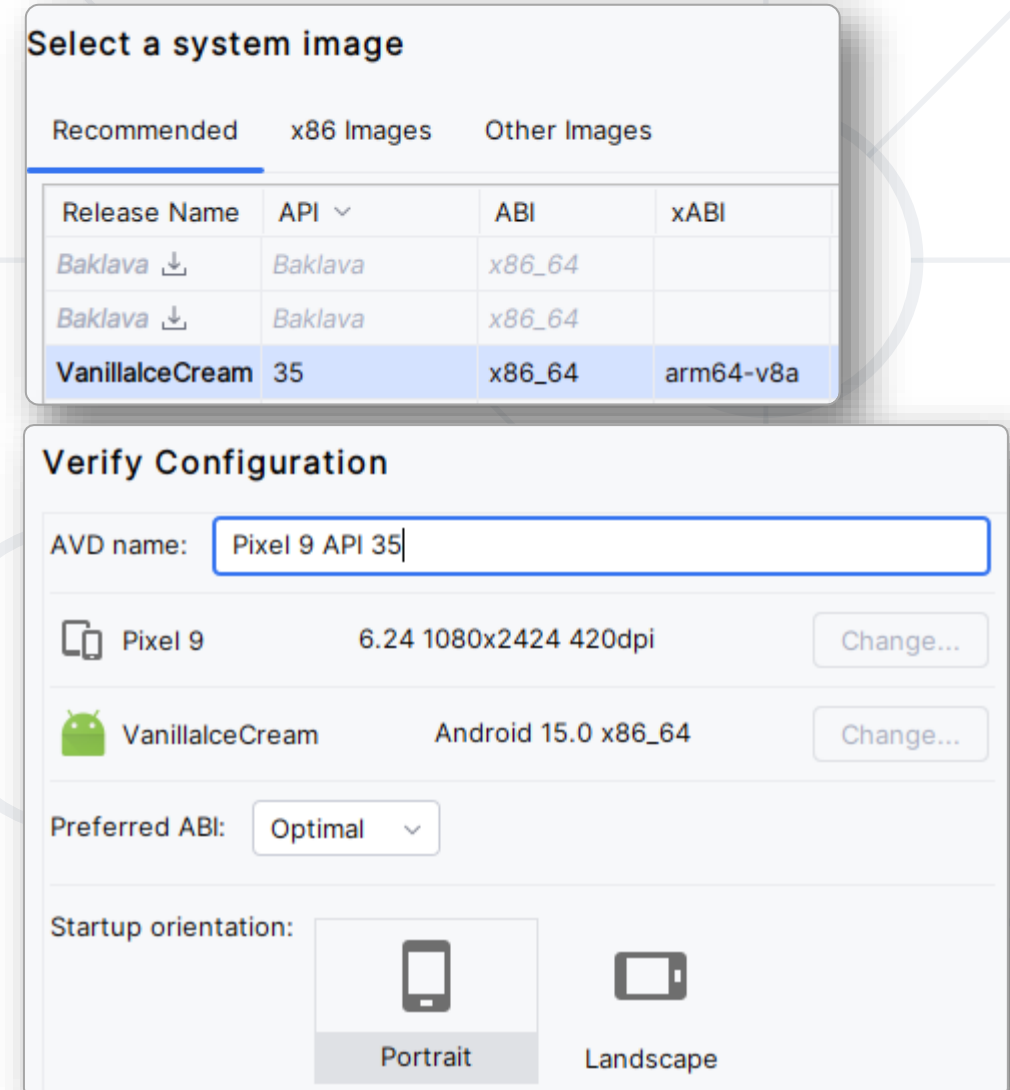 Select a system image
Recommended x86 Images Other Images
Release Name API ABI xABI
Baklava Baklava x86_64
Baklava Baklava x86_64
VanillaIceCream 35 x86_64 arm64-v8a
Verify Configuration
AVD name: Pixel 9 API 35
Pixel 9 6.24 1080x2424 420dpi Change...
VanillaIceCream Android 15.0 x86_64 Change...
Preferred ABI: Optimal
Startup orientation:
Portrait Landscape